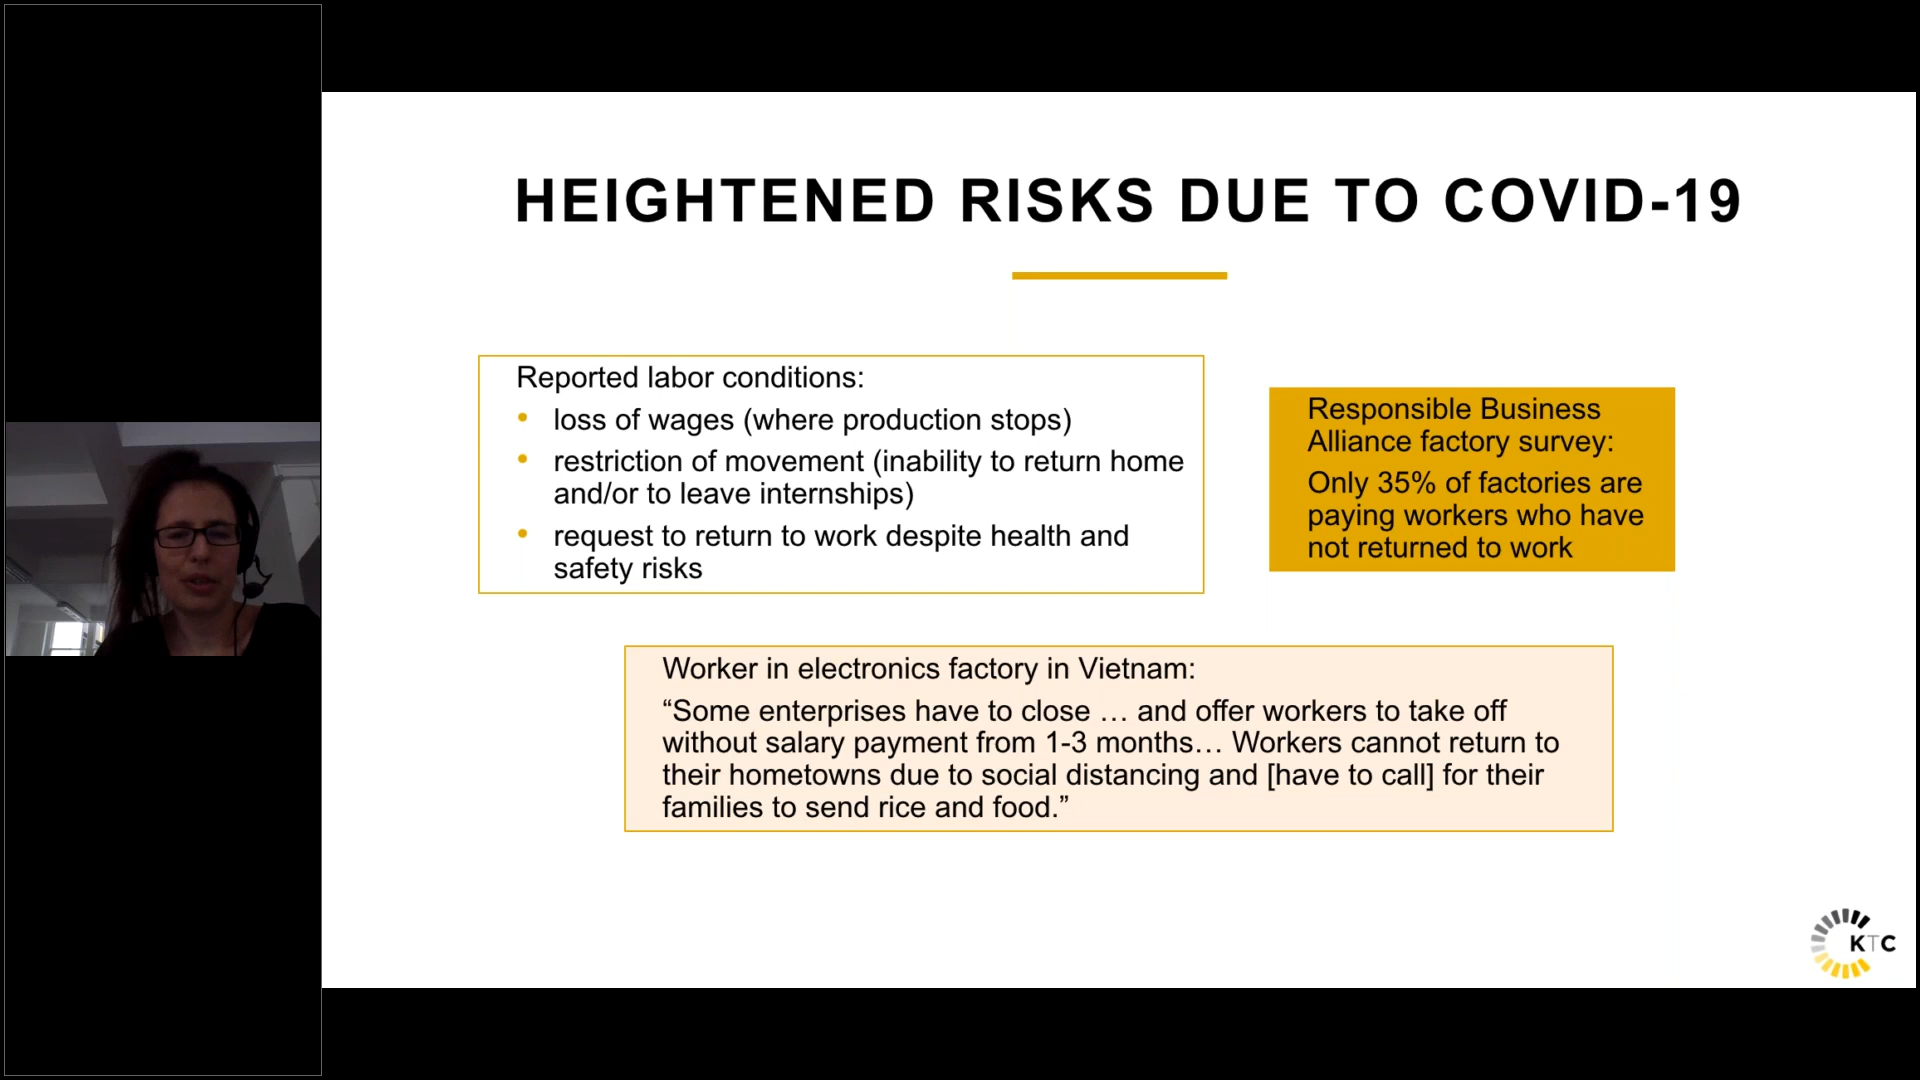 HEIGHTENED RISKS DUE TO COVID-19
Reported labor conditions:
• loss of wages (where production stops)
• restriction of movement (inability to return home
and/or to leave internships)
• request to return to work despite health and
safety risks
Responsible Business
Alliance factory survey:
Only 35% of factories are
paying workers who have
not returned to work
Worker in electronics factory in Vietnam:
“Some enterprises have to close … and offer workers to take off
without salary payment from 1-3 months… Workers cannot return to
their hometowns due to social distancing and [have to call] for their
families to send rice and food.”
KTC